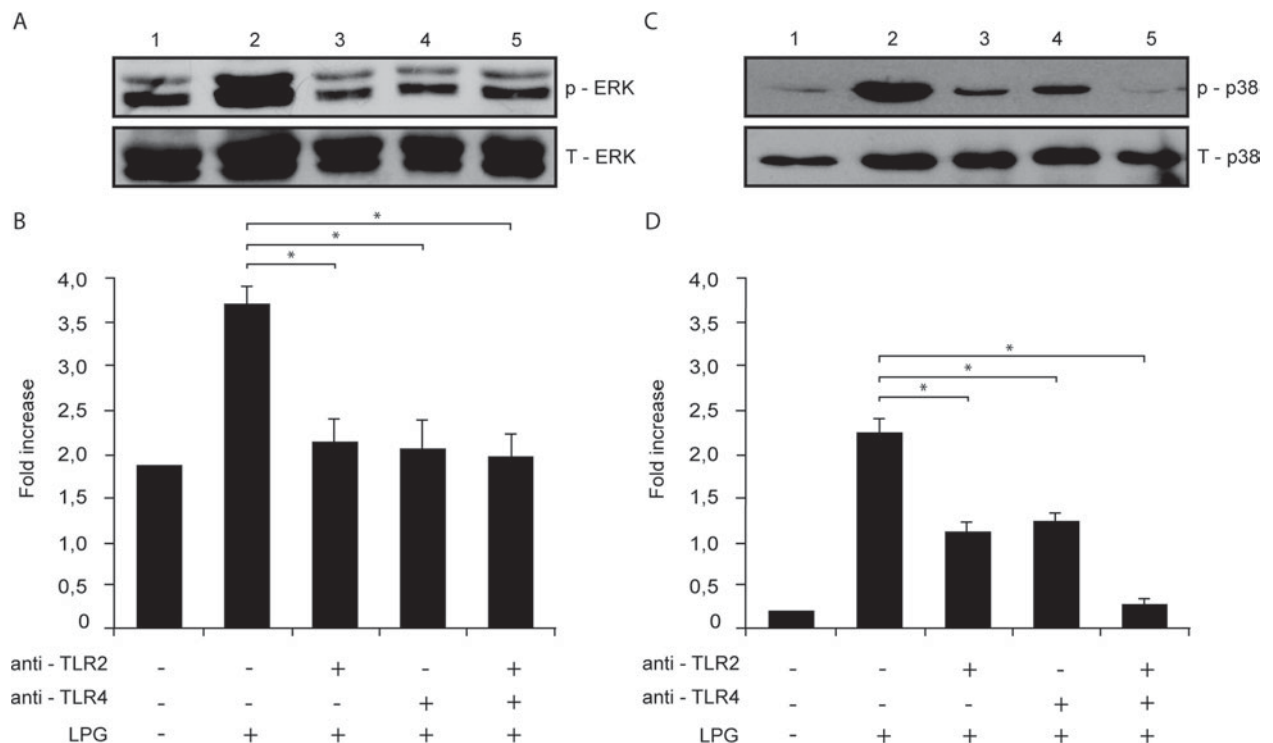 A
1 2 3 4 5
p - ERK
T - ERK
B
* * *
4,0
3,5
3,0
2,5
2,0
1,5
1,0
0,5
0
Fold increase
anti - TLR2 - - + - +
anti - TLR4 - - - + +
LPG - + + + +
C
1 2 3 4 5
p - p38
T - p38
D
* * *
4,0
3,5
3,0
2,5
2,0
1,5
1,0
0,5
0
Fold increase
anti - TLR2 - - + - +
anti - TLR4 - - - + +
LPG - + + + +